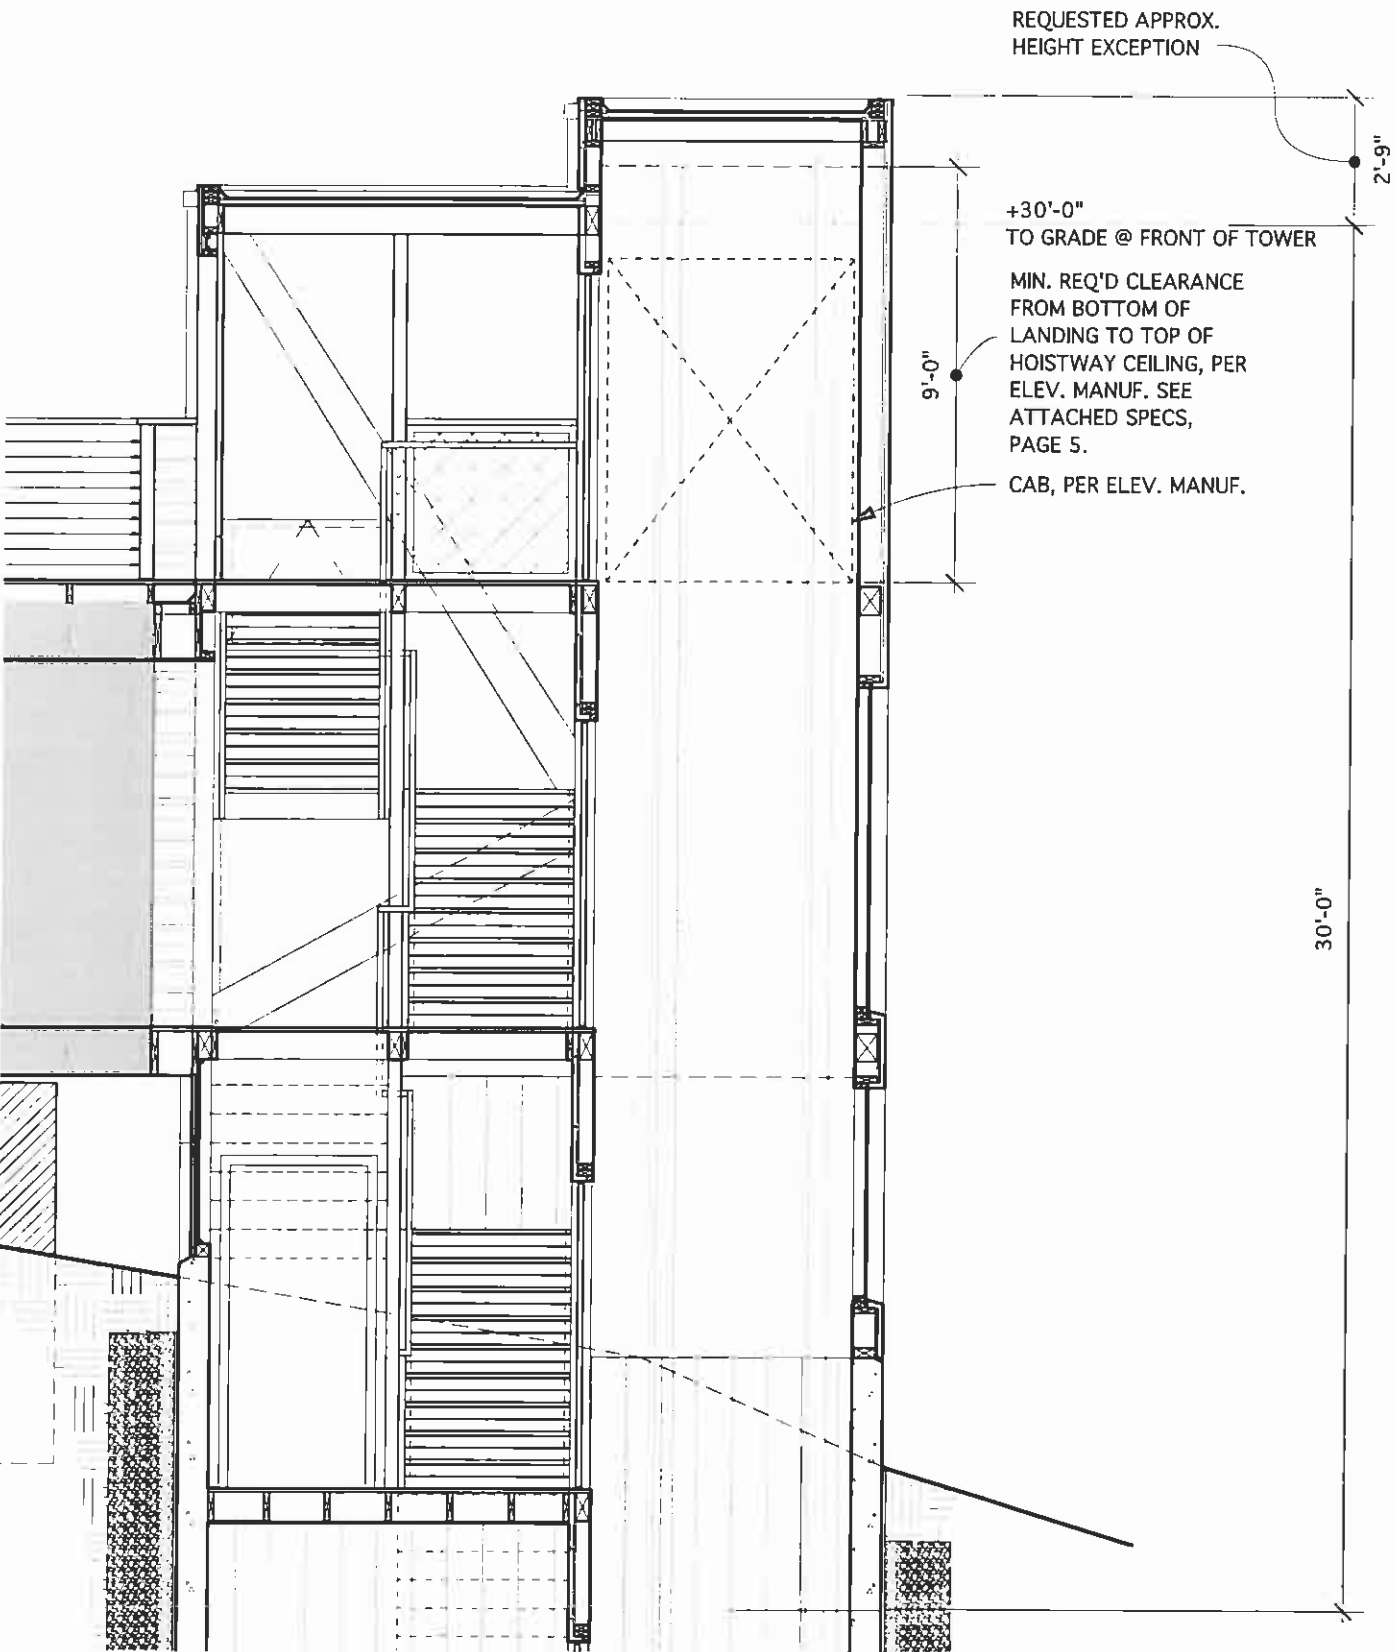 REQUESTED APPROX.
HEIGHT EXCEPTION
2'-9"
+30'-0"
TO GRADE @ FRONT OF TOWER
MIN. REQ'D CLEARANCE
FROM BOTTOM OF
LANDING TO TOP OF
HOISTWAY CEILING, PER
ELEV. MANUF. SEE
ATTACHED SPECS,
PAGE 5.
9'-0"
CAB, PER ELEV. MANUF.
30'-0"